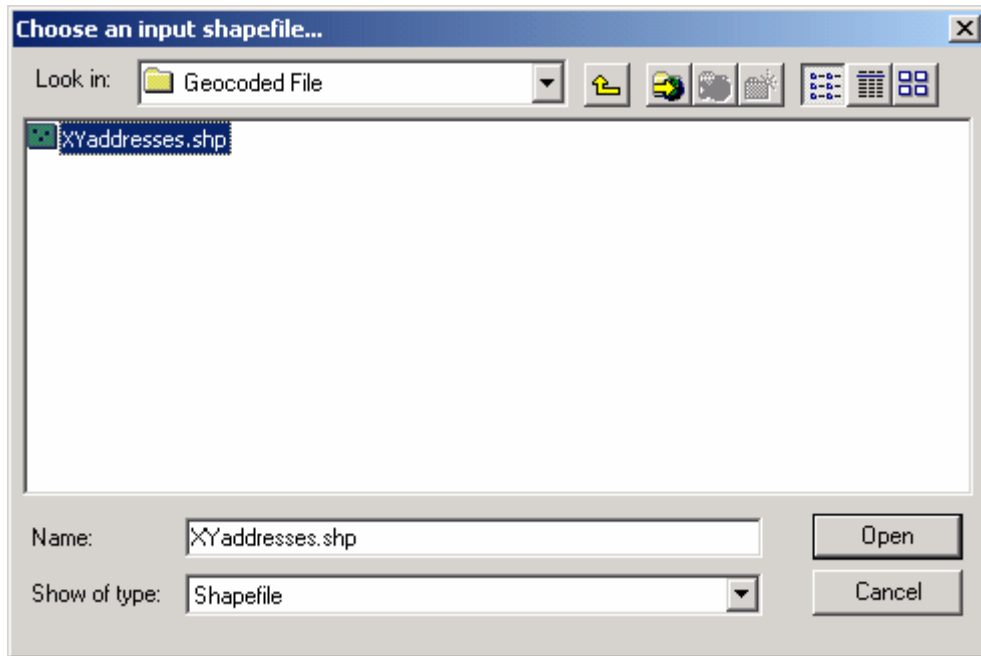 Choose an input shapefile...
Look in: Geocoded File
XYaddresses.shp
Name: XYaddresses.shp Open
Show of type: Shapefile Cancel